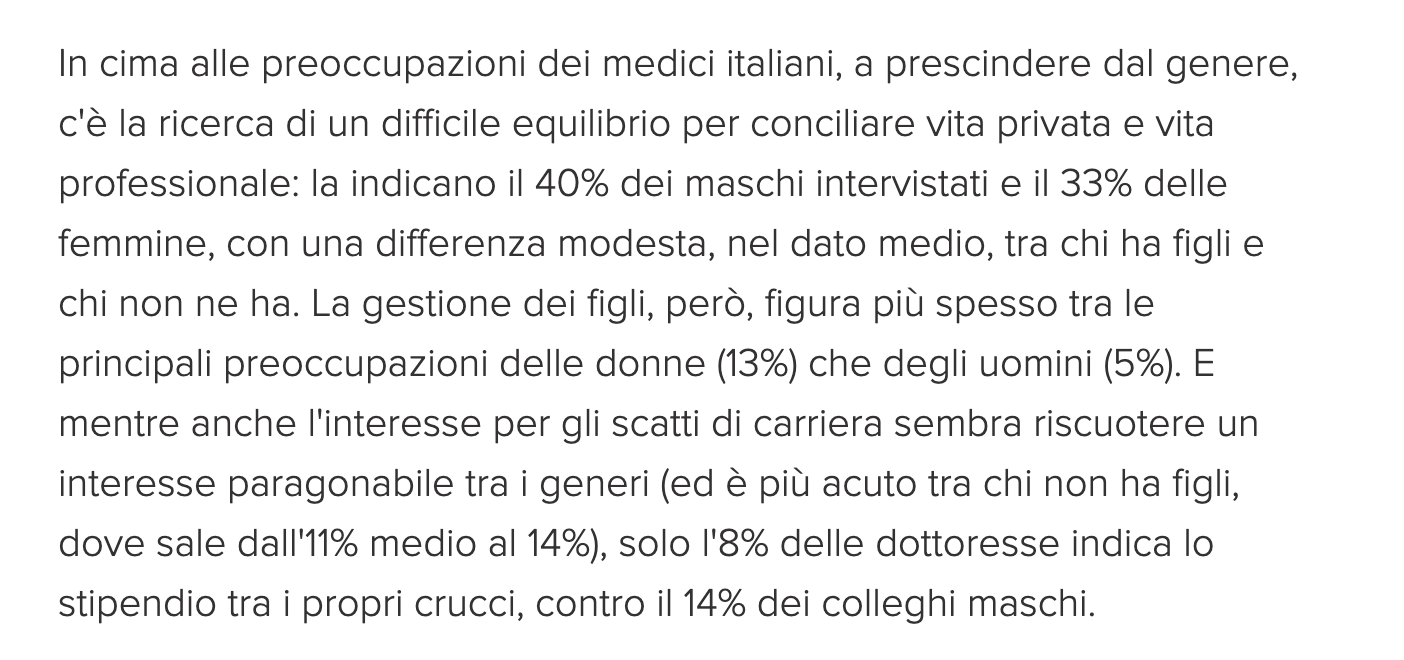 In cima alle preoccupazioni dei medici italiani, a prescindere dal genere,
c'è la ricerca di un difficile equilibrio per conciliare vita privata e vita
professionale: la indicano il 40% dei maschi intervistati e il 33% delle
femmine, con una differenza modesta, nel dato medio, tra chi ha figli e
chi non ne ha. La gestione dei figli, però, figura più spesso tra le
principali preoccupazioni delle donne (13%) che degli uomini (5%). E
mentre anche l'interesse per gli scatti di carriera sembra riscuotere un
interesse paragonabile tra i generi (ed è più acuto tra chi non ha figli,
dove sale dall'11% medio al 14%), solo l'8% delle dottoresse indica lo
stipendio tra i propri crucci, contro il 14% dei colleghi maschi.